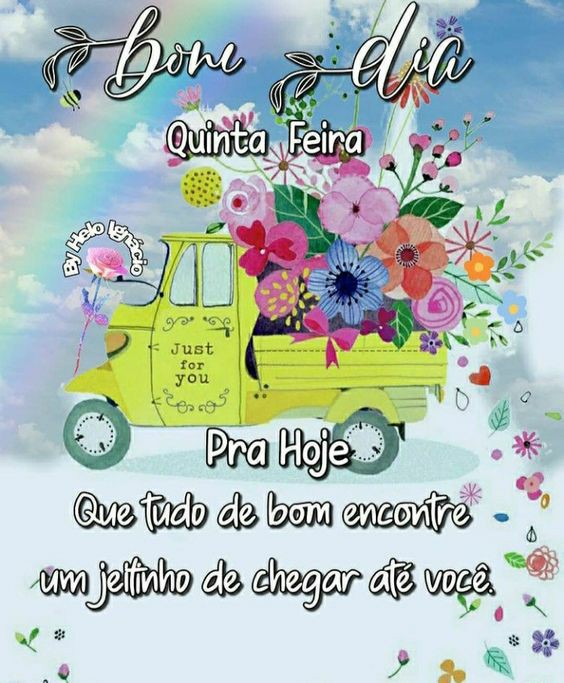 Bom dia
Quinta Feira
By Helo Ignácio
Just
for
you
Pra Hoje
Que tudo de bom encontre
um jeitinho de chegar até você.